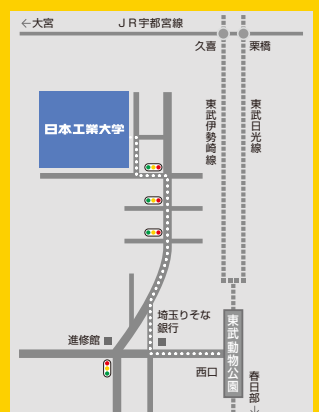 ←大宮
JR宇都宮線
久喜
栗橋
東武伊勢崎線
東武日光線
日本工業大学
埼玉りそな
銀行
進修館
西口
東武動物公園
春日部→